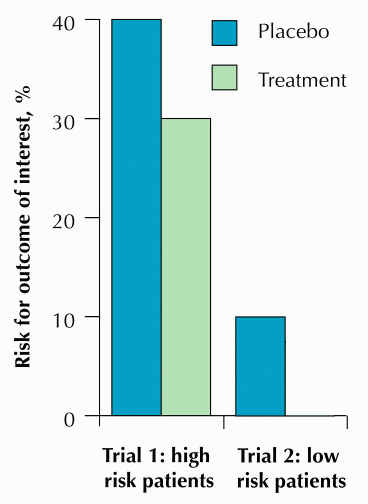 Risk for outcome of interest, %
40
30
20
10
0
Placebo
Treatment
Trial 1: high
risk patients
Trial 2: low
risk patients